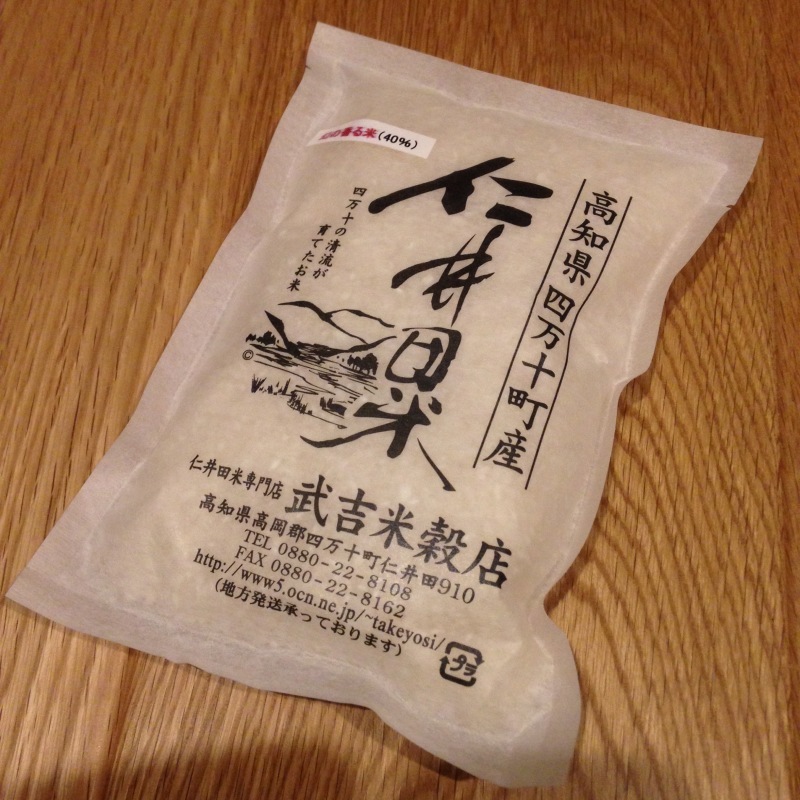 の香る米(40%)
高知県四万十町産
仁井田米
四万十の清流が
育てたお米
©
仁井田米専門店 武吉米穀店
高知県高岡郡四万十町仁井田910
TEL 0880-22-8108
FAX 0880-22-8162
http://www5.ocn.ne.jp/~takeyosi/
(地方発送承っております)
プラ